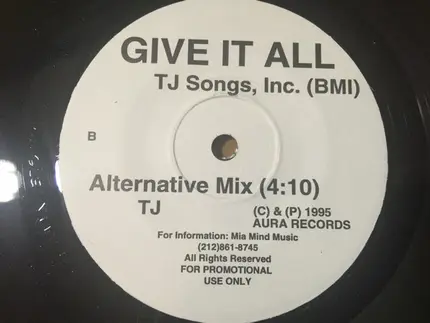 GIVE IT ALL
TJ Songs, Inc. (BMI)
B
Alternative Mix (4:10)
TJ
(C) & (P) 1995
AURA RECORDS
For Information: Mia Mind Music
(212)861-8745
All Rights Reserved
FOR PROMOTIONAL
USE ONLY